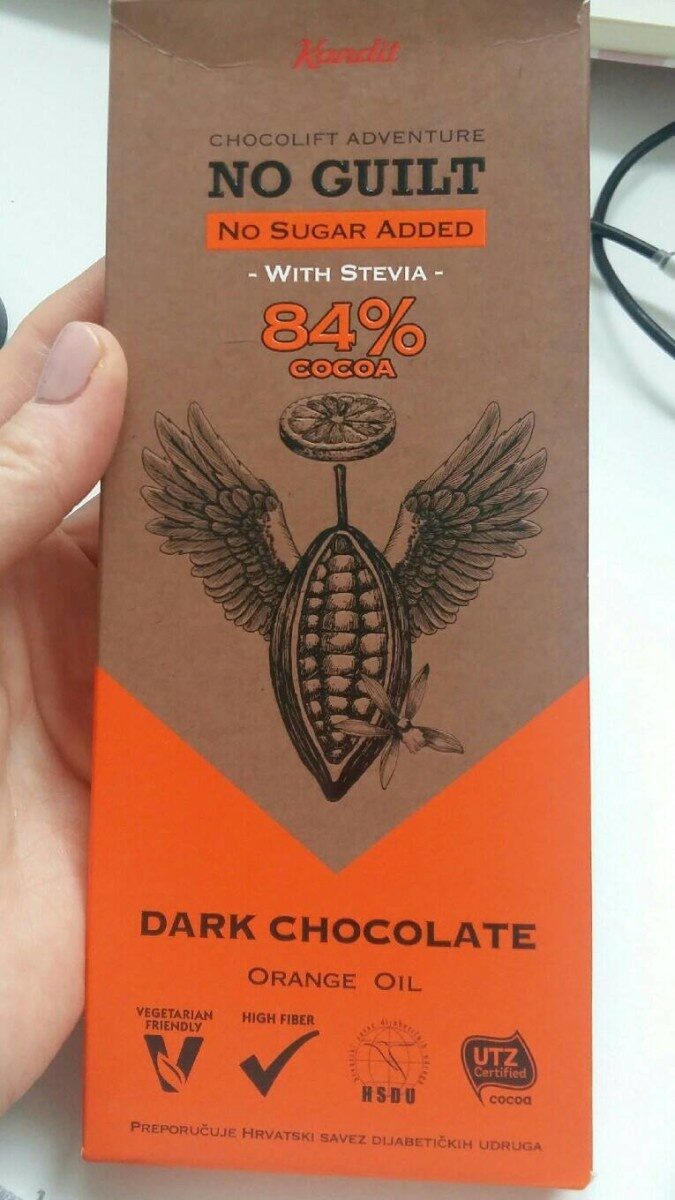 Kandit
CHOCOLIFT ADVENTURE
NO GUILT
NO SUGAR ADDED
- WITH STEVIA -
84%
COCOA
DARK CHOCOLATE
ORANGE OIL
VEGETARIAN
FRIENDLY
HIGH FIBER
HSDU
UTZ
Certified
cocoa
PREPORUČUJE HRVATSKI SAVEZ DIJABETIČKIH UDRUGA